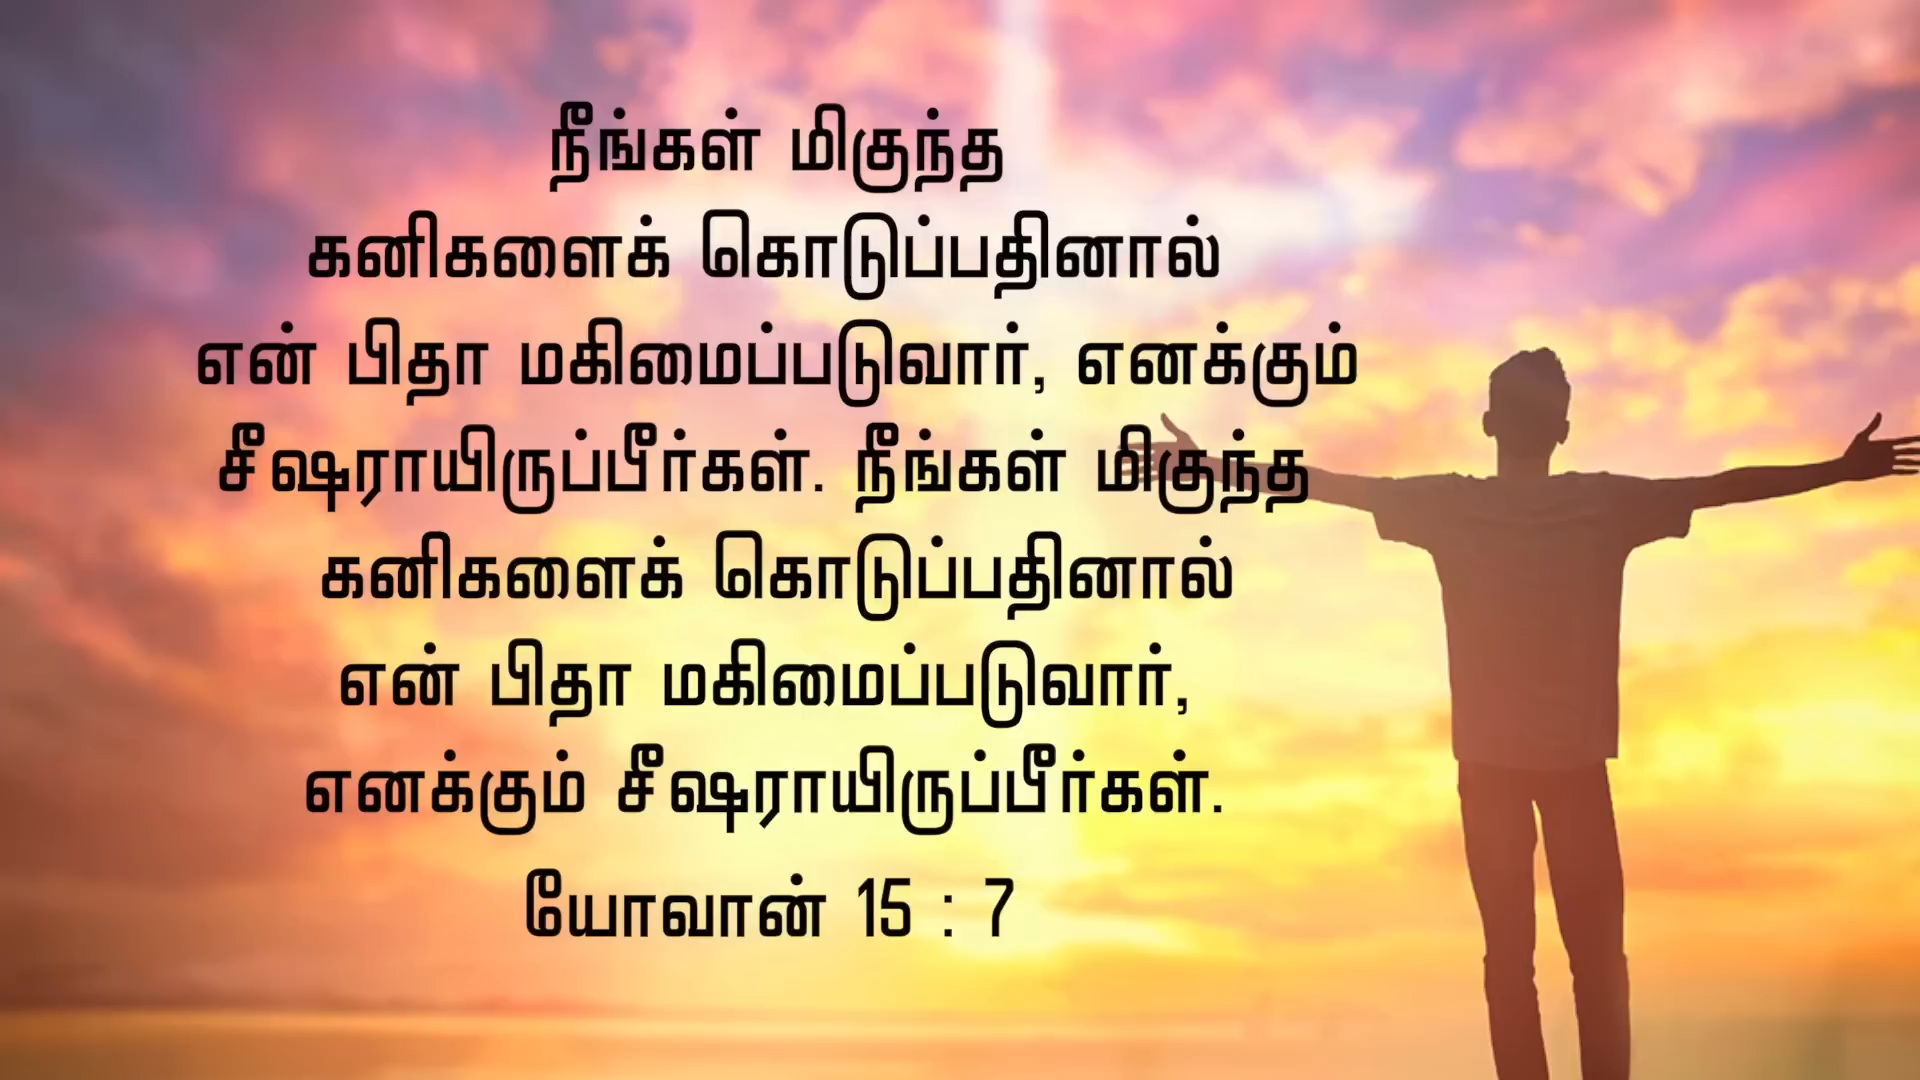 நீங்கள் மிகுந்த
கனிகளைக் கொடுப்பதினால்
என் பிதா மகிமைப்படுவார், எனக்கும்
சீஷராயிருப்பீர்கள். நீங்கள் மிகுந்த
கனிகளைக் கொடுப்பதினால்
என் பிதா மகிமைப்படுவார்,
எனக்கும் சீஷராயிருப்பீர்கள்.
யோவான் 15 : 7